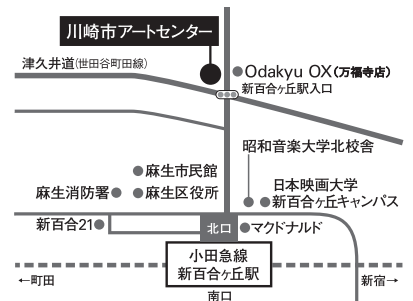 川崎市アートセンター
津久井道(世田谷町田線)
Odakyu OX(万福寺店)
新百合ヶ丘駅入口
昭和音楽大学北校舎
麻生市民館
麻生消防署
麻生区役所
日本映画大学
新百合ヶ丘キャンパス
新百合21
北口
マクドナルド
小田急線
新百合ヶ丘駅
←町田
新宿→
南口